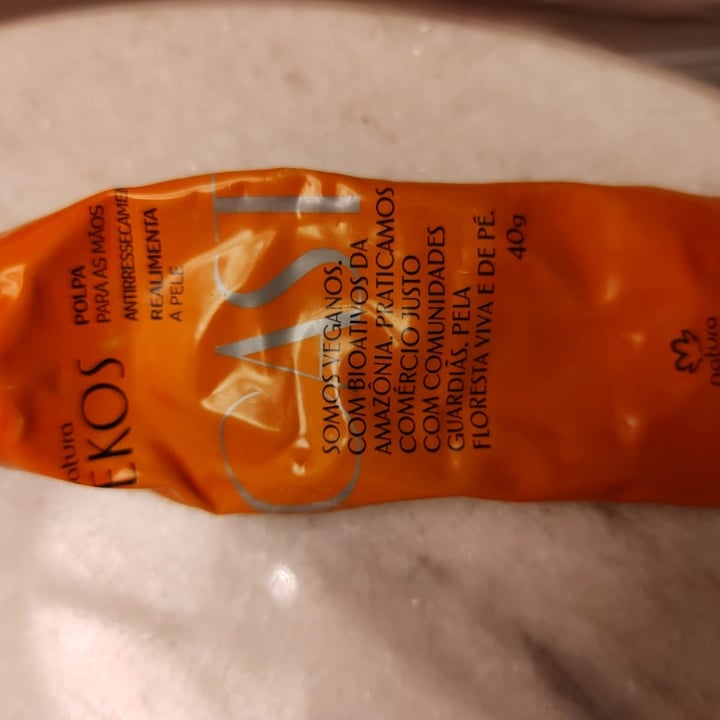 natura
EKOS
POLPA
PARA AS MÃOS
ANTIRRESSECAME
REALIMENTA
A PELE
CAST
SOMOS VEGANOS,
COM BIOATIVOS DA
AMAZÔNIA. PRATICAMOS
COMÉRCIO JUSTO
COM COMUNIDADES
GUARDIÃS, PELA
FLORESTA VIVA E DE PÉ.
40g
natura